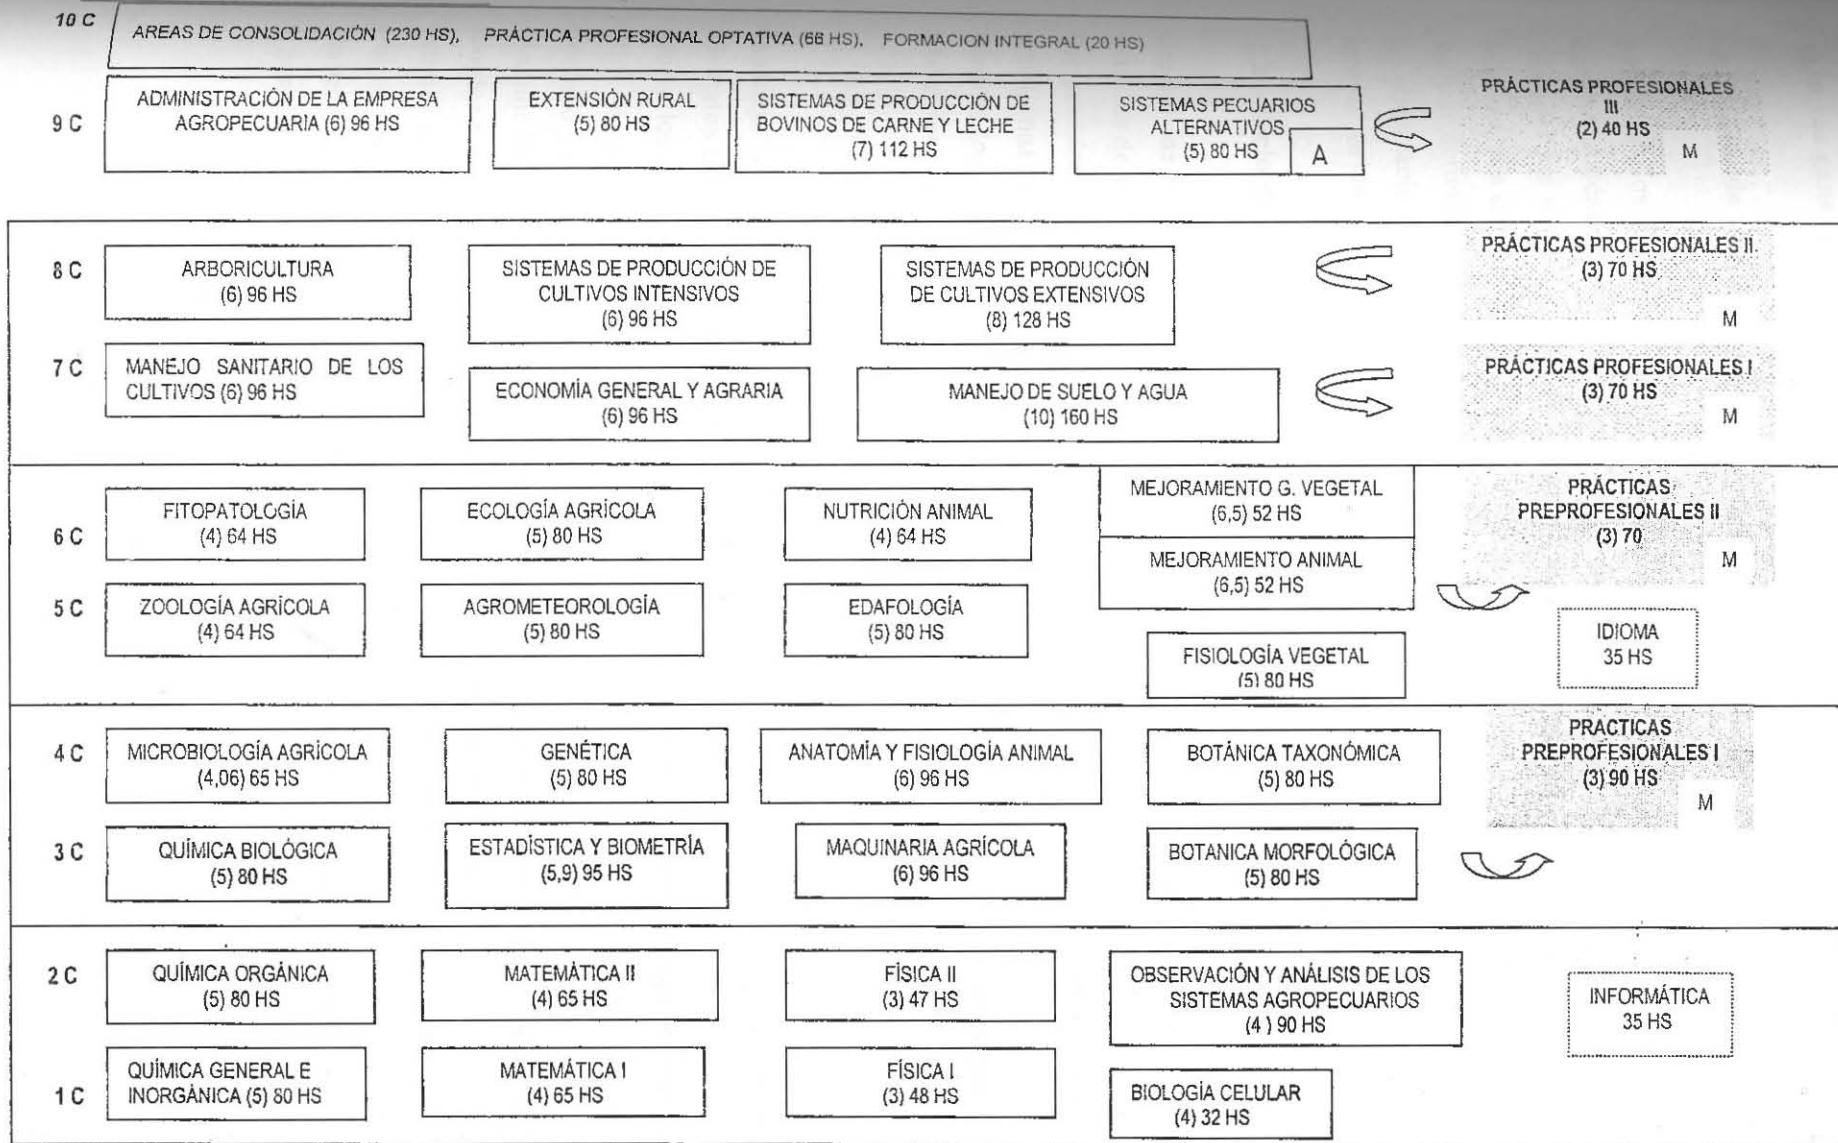 10 C
AREAS DE CONSOLIDACIÓN (230 HS), PRÁCTICA PROFESIONAL OPTATIVA (66 HS), FORMACION INTEGRAL (20 HS)
9 C
ADMINISTRACIÓN DE LA EMPRESA
AGROPECUARIA (6) 96 HS
EXTENSIÓN RURAL
(5) 80 HS
SISTEMAS DE PRODUCCIÓN DE
BOVINOS DE CARNE Y LECHE
(7) 112 HS
SISTEMAS PECUARIOS
ALTERNATIVOS
(5) 80 HS
A
PRÁCTICAS PROFESIONALES
III
(2) 40 HS
M
8 C
ARBORICULTURA
(6) 96 HS
SISTEMAS DE PRODUCCIÓN DE
CULTIVOS INTENSIVOS
(6) 96 HS
SISTEMAS DE PRODUCCIÓN
DE CULTIVOS EXTENSIVOS
(8) 128 HS
PRÁCTICAS PROFESIONALES II
(3) 70 HS
M
7 C
MANEJO SANITARIO DE LOS
CULTIVOS (6) 96 HS
ECONOMÍA GENERAL Y AGRARIA
(6) 96 HS
MANEJO DE SUELO Y AGUA
(10) 160 HS
PRÁCTICAS PROFESIONALES I
(3) 70 HS
M
6 C
FITOPATOLOGÍA
(4) 64 HS
ECOLOGÍA AGRÍCOLA
(5) 80 HS
NUTRICIÓN ANIMAL
(4) 64 HS
MEJORAMIENTO G. VEGETAL
(6,5) 52 HS
MEJORAMIENTO ANIMAL
(6,5) 52 HS
PRÁCTICAS
PREPROFESIONALES II
(3) 70
M
5 C
ZOOLOGÍA AGRÍCOLA
(4) 64 HS
AGROMETEOROLOGÍA
(5) 80 HS
EDAFOLOGÍA
(5) 80 HS
FISIOLOGÍA VEGETAL
(5) 80 HS
IDIOMA
35 HS
4 C
MICROBIOLOGÍA AGRÍCOLA
(4,06) 65 HS
GENÉTICA
(5) 80 HS
ANATOMÍA Y FISIOLOGÍA ANIMAL
(6) 96 HS
BOTÁNICA TAXONÓMICA
(5) 80 HS
PRACTICAS
PREPROFESIONALES I
(3) 90 HS
M
3 C
QUÍMICA BIOLÓGICA
(5) 80 HS
ESTADÍSTICA Y BIOMETRÍA
(5,9) 95 HS
MAQUINARIA AGRÍCOLA
(6) 96 HS
BOTANICA MORFOLÓGICA
(5) 80 HS
2 C
QUÍMICA ORGÁNICA
(5) 80 HS
MATEMÁTICA II
(4) 65 HS
FÍSICA II
(3) 47 HS
OBSERVACIÓN Y ANÁLISIS DE LOS
SISTEMAS AGROPECUARIOS
(4 ) 90 HS
INFORMÁTICA
35 HS
1 C
QUÍMICA GENERAL E
INORGÁNICA (5) 80 HS
MATEMÁTICA I
(4) 65 HS
FÍSICA I
(3) 48 HS
BIOLOGÍA CELULAR
(4) 32 HS